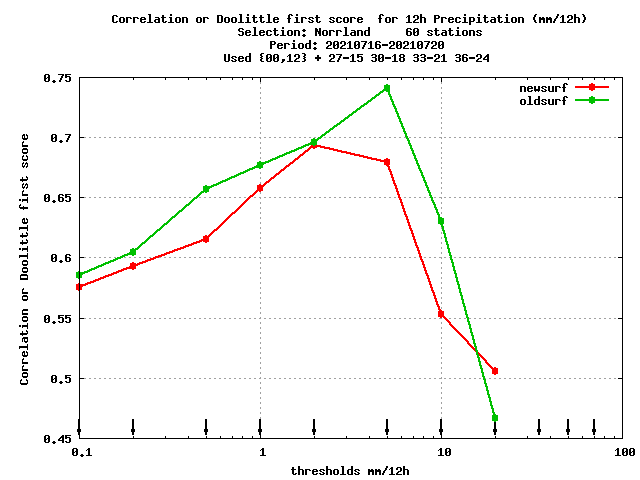 Correlation or Doolittle first score  for 12h Precipitation (mm/12h)
Selection: Norrland     60 stations
Period: 20210716-20210720
Used {00,12} + 27-15 30-18 33-21 36-24
newsurf
oldsurf
0.75
0.7
0.65
0.6
0.55
0.5
0.45
Correlation or Doolittle first score
0.1
1
10
100
thresholds mm/12h